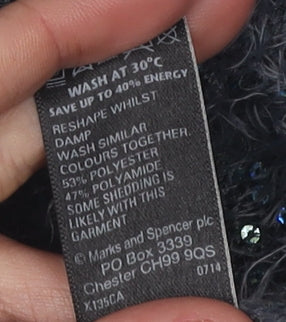 WASH AT 30°C
SAVE UP TO 40% ENERGY
RESHAPE WHILST
DAMP
WASH SIMILAR
COLOURS TOGETHER.
53% POLYESTER
47% POLYAMIDE
SOME SHEDDING IS
LIKELY WITH THIS
GARMENT
© Marks and Spencer plc
PO Box 3339
Chester CH99 9QS
0714
X135CA